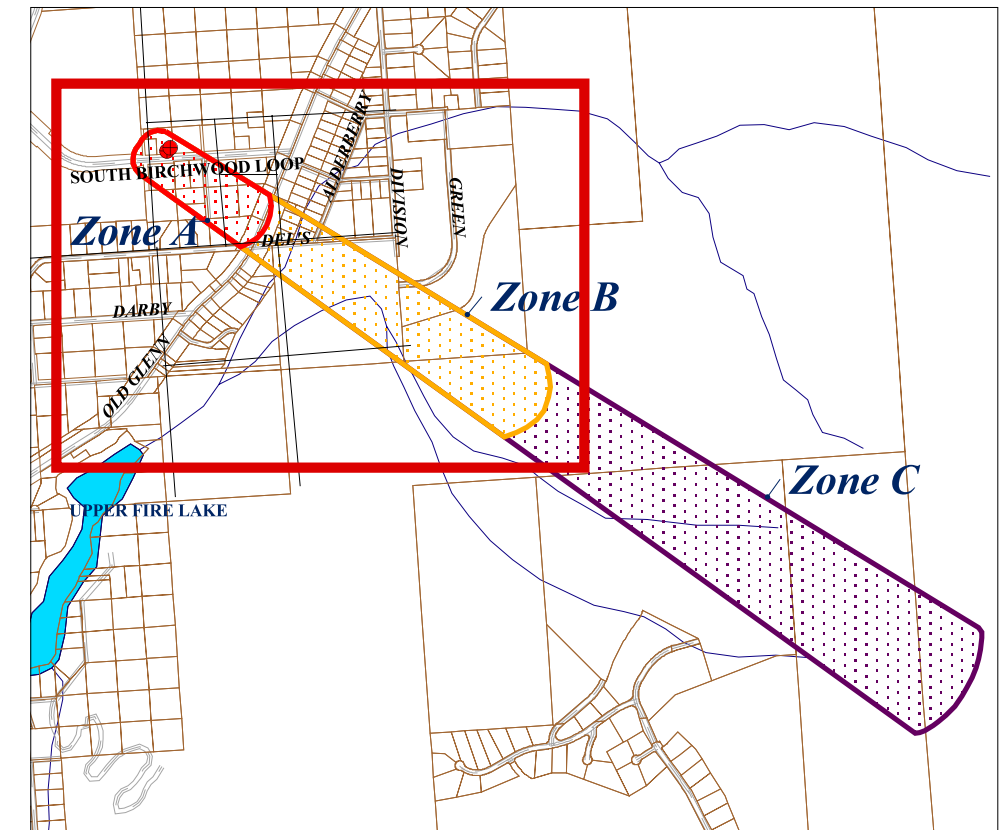 ALDERBERRY
SOUTH BIRCHWOOD LOOP
DIVISION
GREEN
Zone A
DEL'S
Zone B
DARBY
OLD GLENN
Zone C
UPPER FIRE LAKE